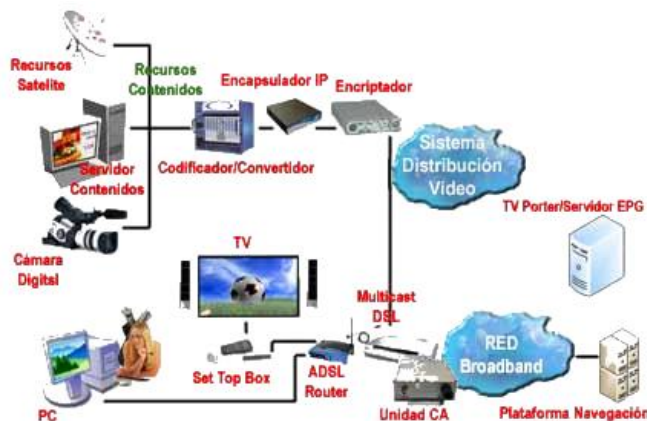 Recursos
Satelite
Recursos
Contenidos
Encapsulador IP
Encriptador
Servidor
Contenidos
Codificador/Convertidor
Sistema
Distribución
Video
TV Porter/Servidor EPG
Cámara
Digitsl
TV
Multicast
DSL
RED
Broadband
PC
Set Top Box
ADSL
Router
Unidad CA
Plataforma Navegación